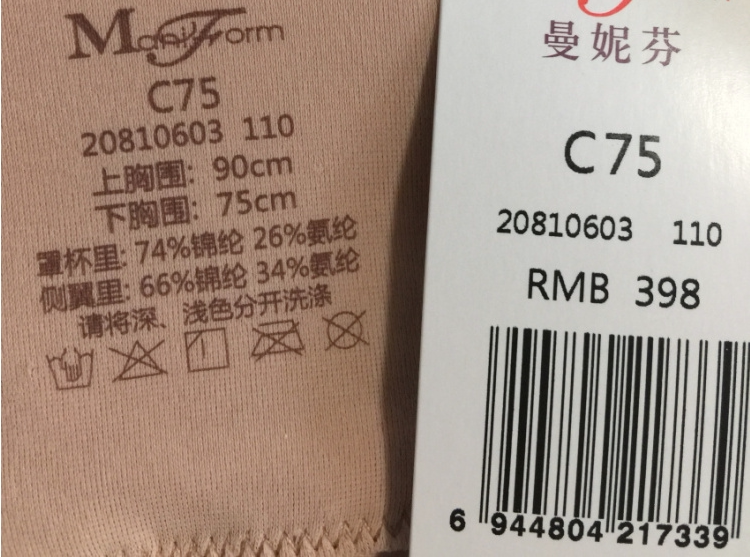 ManiForm
C75
20810603 110
上胸围: 90cm
下胸围: 75cm
罩杯里: 74%锦纶 26%氨纶
侧翼里: 66%锦纶 34%氨纶
请将深、浅色分开洗涤
曼妮芬
C75
20810603 110
RMB 398
6 944804 217339